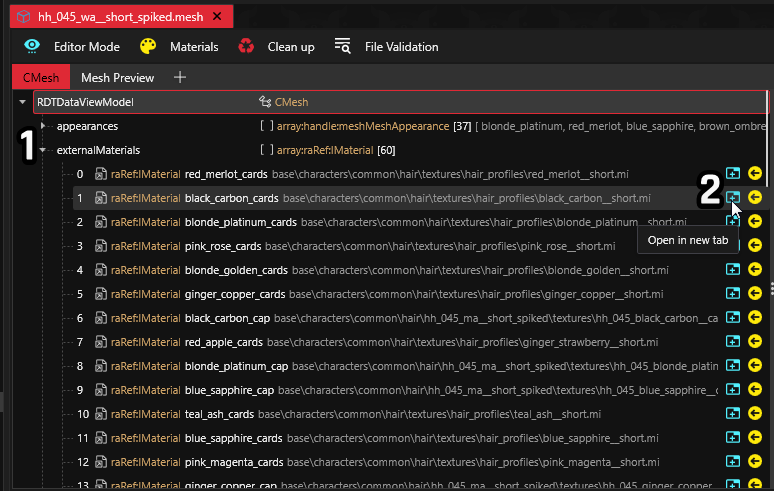 hh_045_wa__short_spiked.mesh
Editor Mode Materials Clean up File Validation
CMesh Mesh Preview
RDTDataViewModel CMesh
appearances [ ] array:handle:meshMeshAppearance [37] [ blonde_platinum, red_merlot, blue_sapphire, brown_ombre
1
externalMaterials [ ] array:raRef:IMaterial [60]
0 raRef:IMaterial red_merlot_cards base\characters\common\hair\textures\hair_profiles\red_merlot__short.mi
1 raRef:IMaterial black_carbon_cards base\characters\common\hair\textures\hair_profiles\black_carbon__short.mi
2
2 raRef:IMaterial blonde_platinum_cards base\characters\common\hair\textures\hair_profiles\blonde_platinum__short.mi
Open in new tab
3 raRef:IMaterial pink_rose_cards base\characters\common\hair\textures\hair_profiles\pink_rose__short.mi
4 raRef:IMaterial blonde_golden_cards base\characters\common\hair\textures\hair_profiles\blonde_golden__short.mi
5 raRef:IMaterial ginger_copper_cards base\characters\common\hair\textures\hair_profiles\ginger_copper__short.mi
6 raRef:IMaterial black_carbon_cap base\characters\common\hair\hh_045_ma__short_spiked\textures\hh_045_black_carbon__ca
7 raRef:IMaterial red_apple_cards base\characters\common\hair\textures\hair_profiles\ginger_strawberry__short.mi
8 raRef:IMaterial blonde_platinum_cap base\characters\common\hair\hh_045_ma__short_spiked\textures\hh_045_blonde_platin
9 raRef:IMaterial blue_sapphire_cap base\characters\common\hair\hh_045_ma__short_spiked\textures\hh_045_blue_sapphire__c
10 raRef:IMaterial teal_ash_cards base\characters\common\hair\textures\hair_profiles\teal_ash__short.mi
11 raRef:IMaterial blue_sapphire_cards base\characters\common\hair\textures\hair_profiles\blue_sapphire__short.mi
12 raRef:IMaterial pink_magenta_cards base\characters\common\hair\textures\hair_profiles\pink_magenta__short.mi
13 raRef:IMaterial ginger_copper_cap base\characters\common\hair\hh_045_ma__short_spiked\textures\hh_045_ginger_copper